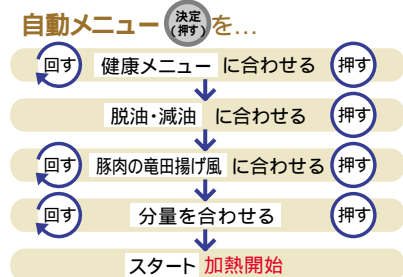 自動メニュー 決定(押す) を…
回す 健康メニュー に合わせる 押す
脱油・減油 に合わせる 押す
回す 豚肉の竜田揚げ風 に合わせる 押す
回す 分量を合わせる 押す
スタート 加熱開始